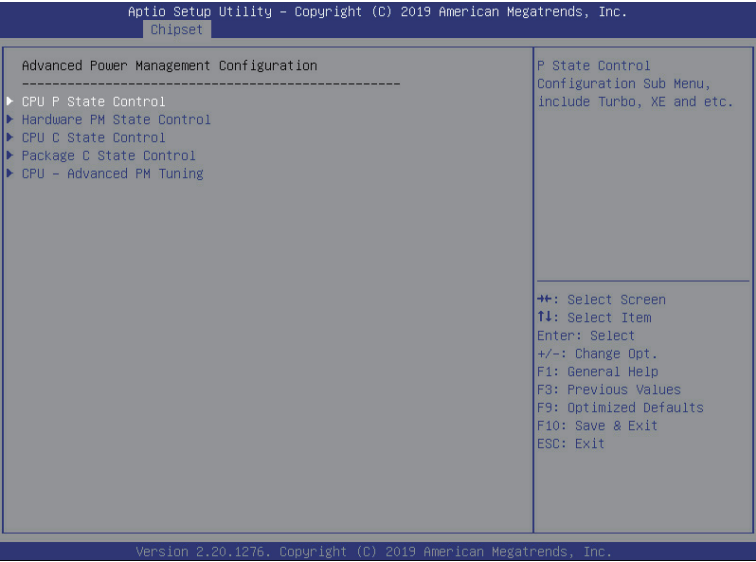 Aptio Setup Utility – Copyright (C) 2019 American Megatrends, Inc.
Chipset
Advanced Power Management Configuration
--------------------------------------------------
▶ CPU P State Control
▶ Hardware PM State Control
▶ CPU C State Control
▶ Package C State Control
▶ CPU – Advanced PM Tuning
P State Control
Configuration Sub Menu,
include Turbo, XE and etc.
→←: Select Screen
↑↓: Select Item
Enter: Select
+/-: Change Opt.
F1: General Help
F3: Previous Values
F9: Optimized Defaults
F10: Save & Exit
ESC: Exit
Version 2.20.1276. Copyright (C) 2019 American Megatrends, Inc.